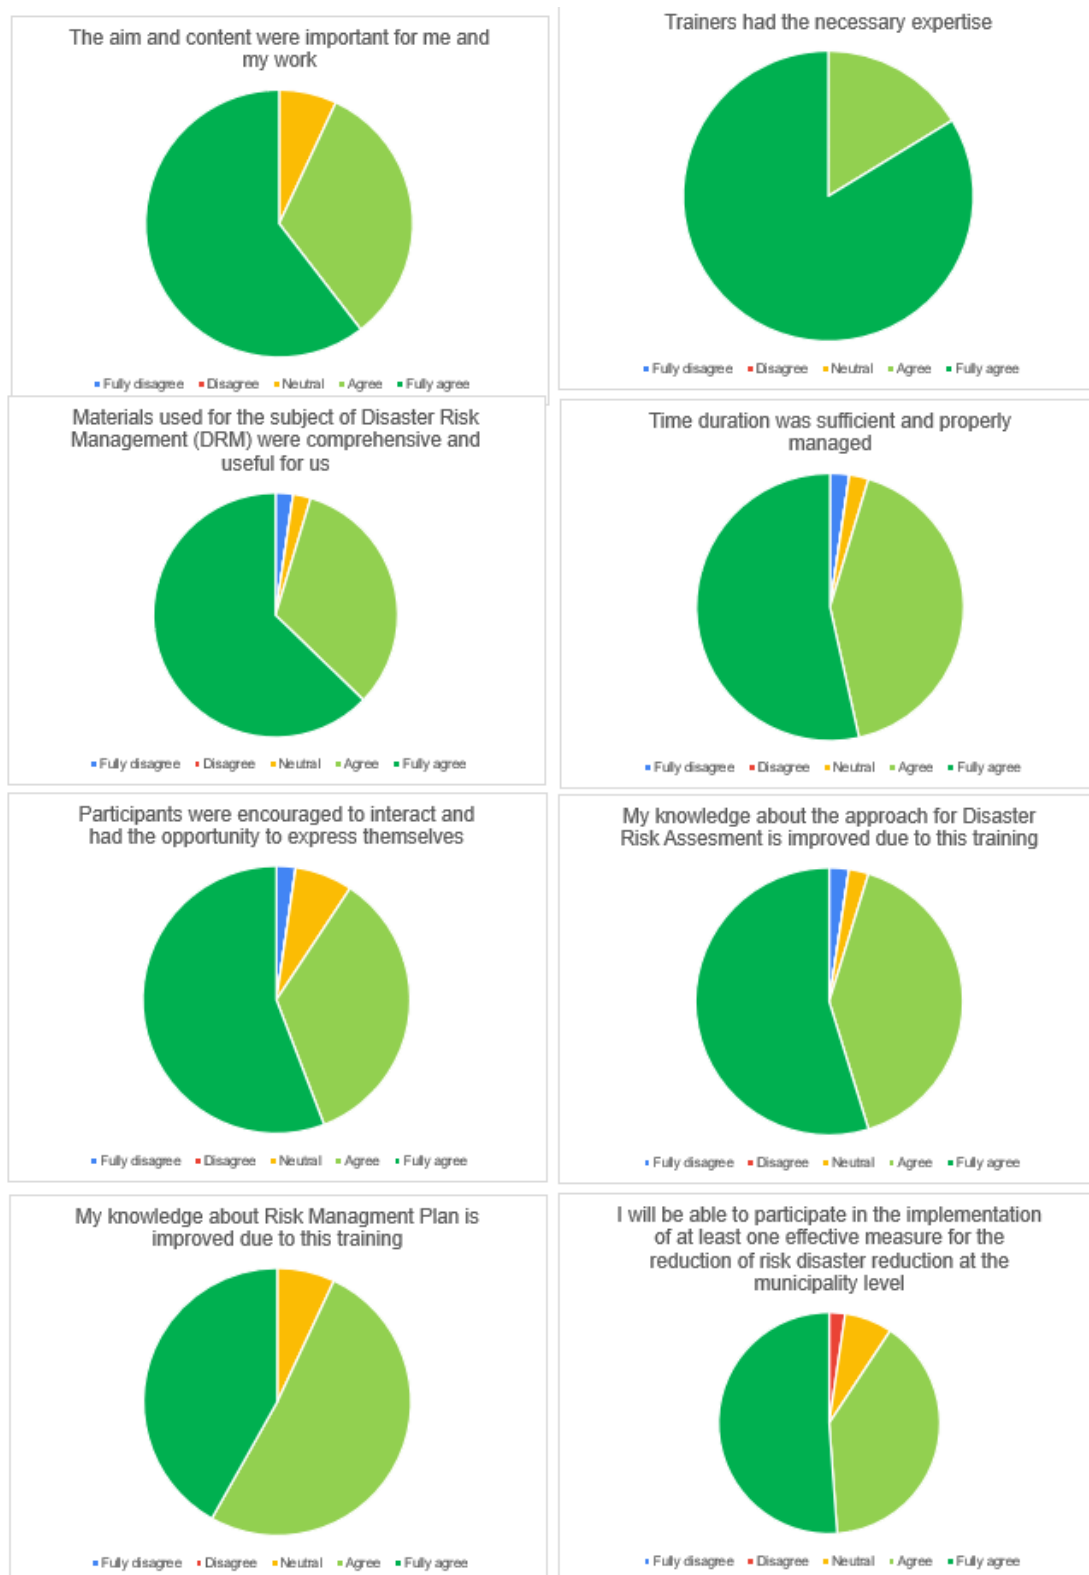 The aim and content were important for me and
my work
Fully disagree Disagree Neutral Agree Fully agree
Trainers had the necessary expertise
Fully disagree Disagree Neutral Agree Fully agree
Materials used for the subject of Disaster Risk
Management (DRM) were comprehensive and
useful for us
Fully disagree Disagree Neutral Agree Fully agree
Time duration was sufficient and properly
managed
Fully disagree Disagree Neutral Agree Fully agree
Participants were encouraged to interact and
had the opportunity to express themselves
Fully disagree Disagree Neutral Agree Fully agree
My knowledge about the approach for Disaster
Risk Assesment is improved due to this training
Fully disagree Disagree Neutral Agree Fully agree
My knowledge about Risk Managment Plan is
improved due to this training
Fully disagree Disagree Neutral Agree Fully agree
I will be able to participate in the implementation
of at least one effective measure for the
reduction of risk disaster reduction at the
municipality level
Fully disagree Disagree Neutral Agree Fully agree